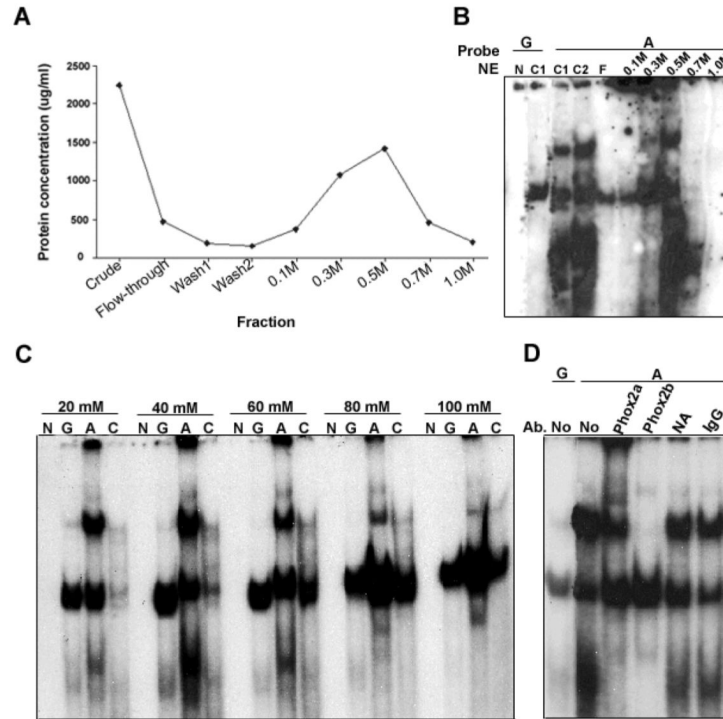 A
Protein concentration (ug/ml)
2500
2000
1500
1000
500
0
Crude
Flow-through
Wash1
Wash2
0.1M
0.3M
0.5M
0.7M
1.0M
Fraction
B
Probe G A
NE N C1 C1 C2 F 0.1M 0.3M 0.5M 0.7M 1.0M
C
20 mM 40 mM 60 mM 80 mM 100 mM
N G A C N G A C N G A C N G A C N G A C
D
G A
Ab. No No Phox2a Phox2b NA IgG